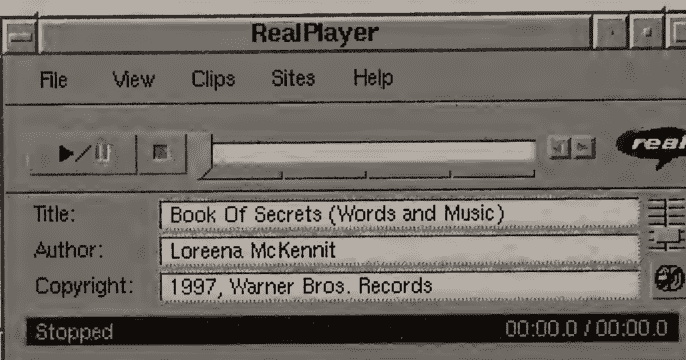 RealPlayer
File View Clips Sites Help
real
Title: Book Of Secrets (Words and Music)
Author: Loreena McKennit
Copyright: 1997, Warner Bros. Records
Stopped 00:00.0 / 00:00.0